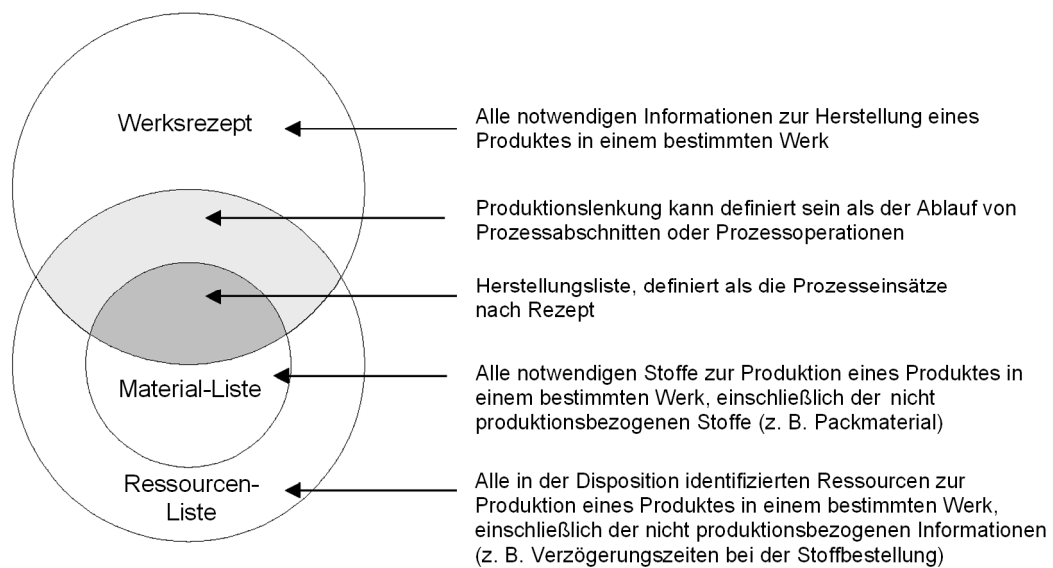 Werksrezept
Alle notwendigen Informationen zur Herstellung eines
Produktes in einem bestimmten Werk
Produktionslenkung kann definiert sein als der Ablauf von
Prozessabschnitten oder Prozessoperationen
Herstellungsliste, definiert als die Prozesseinsätze
nach Rezept
Material-Liste
Alle notwendigen Stoffe zur Produktion eines Produktes in
einem bestimmten Werk, einschließlich der nicht
produktionsbezogenen Stoffe (z. B. Packmaterial)
Ressourcen-
Liste
Alle in der Disposition identifizierten Ressourcen zur
Produktion eines Produktes in einem bestimmten Werk,
einschließlich der nicht produktionsbezogenen Informationen
(z. B. Verzögerungszeiten bei der Stoffbestellung)